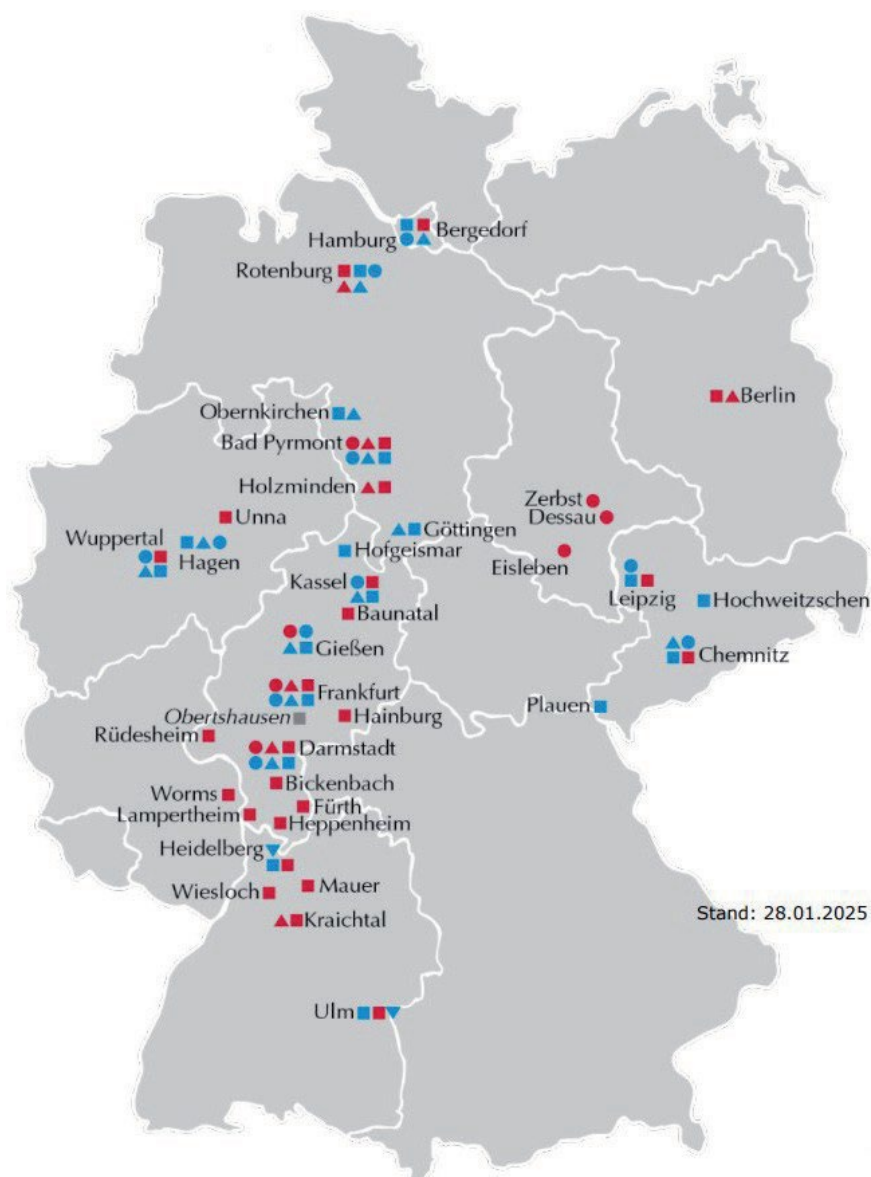 Bergedorf
Hamburg
Rotenburg
Berlin
Obernkirchen
Bad Pyrmont
Holzminden
Zerbst
Unna
Dessau
Göttingen
Wuppertal
Hagen
Hofgeismar
Eisleben
Kassel
Leipzig
Hochweitzschen
Baunatal
Gießen
Chemnitz
Frankfurt
Plauen
Obertshausen
Hainburg
Rüdesheim
Darmstadt
Bickenbach
Worms
Fürth
Lampertheim
Heppenheim
Heidelberg
Mauer
Wiesloch
Stand: 28.01.2025
Kraichtal
Ulm